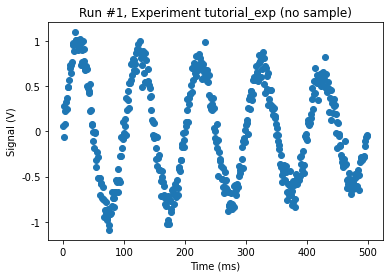 Run #1, Experiment tutorial_exp (no sample)
1
0.5
0
-0.5
-1
Signal (V)
0 100 200 300 400 500
Time (ms)